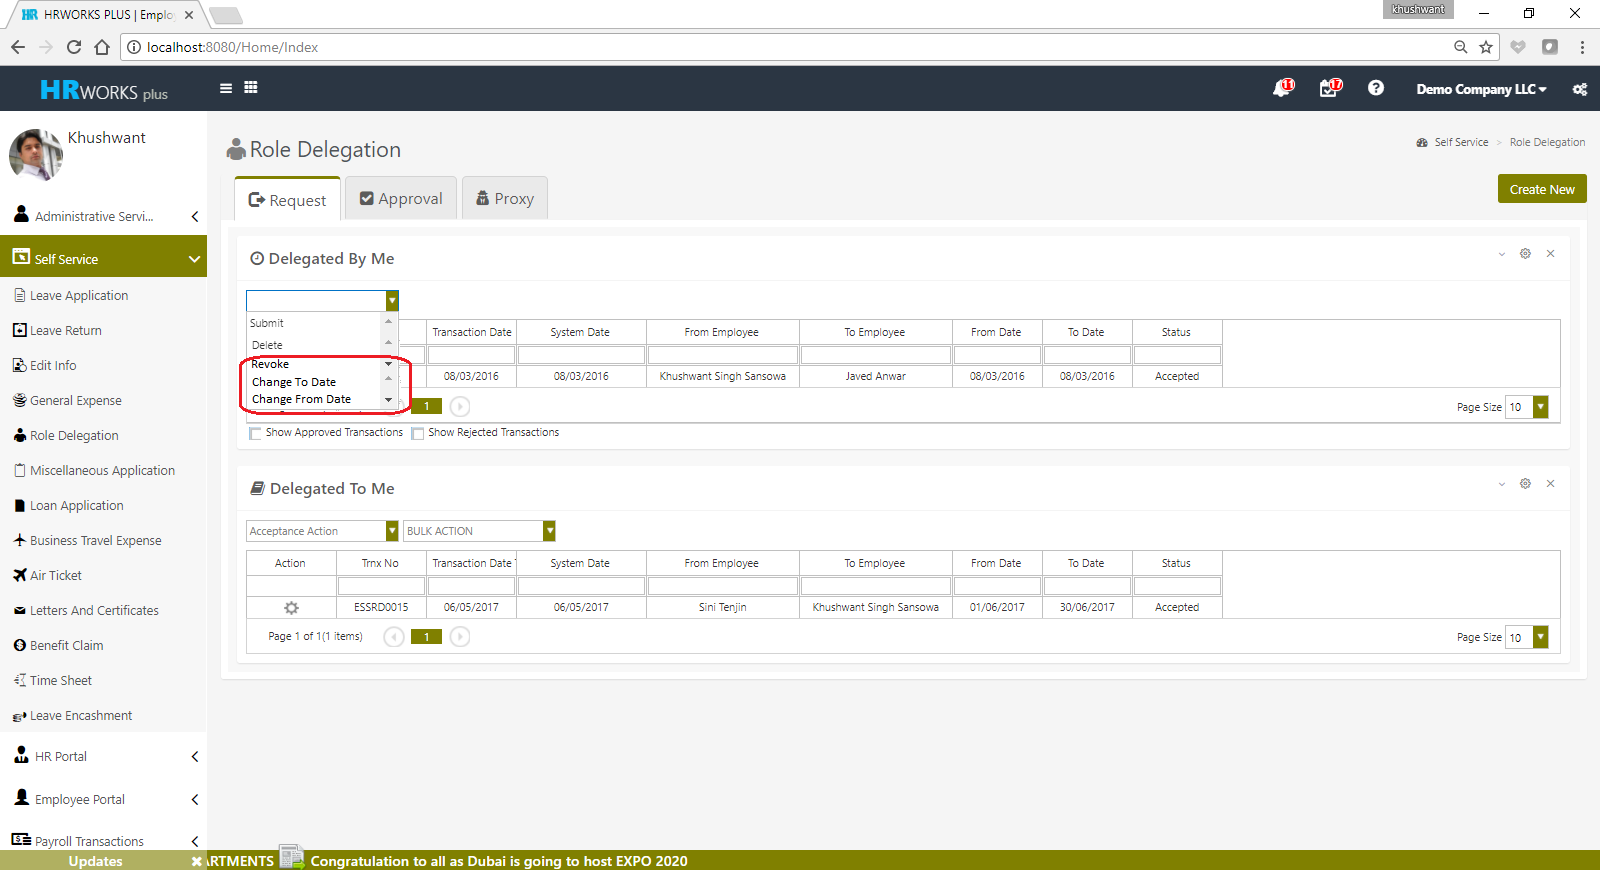 HRWORKS PLUS | Emplo
khushwant
localhost:8080/Home/Index
HRWORKS plus
11
17
Demo Company LLC
Khushwant
Role Delegation
Self Service > Role Delegation
Request
Approval
Proxy
Create New
Administrative Servi...
Self Service
Leave Application
Leave Return
Edit Info
General Expense
Role Delegation
Miscellaneous Application
Loan Application
Business Travel Expense
Air Ticket
Letters And Certificates
Benefit Claim
Time Sheet
Leave Encashment
HR Portal
Employee Portal
Payroll Transactions
Delegated By Me
Submit
Delete
Revoke
Change To Date
Change From Date
Transaction Date System Date From Employee To Employee From Date To Date Status
08/03/2016 08/03/2016 Khushwant Singh Sansowa Javed Anwar 08/03/2016 08/03/2016 Accepted
1
Page Size 10
Show Approved Transactions Show Rejected Transactions
Delegated To Me
Acceptance Action BULK ACTION
Action Trnx No Transaction Date System Date From Employee To Employee From Date To Date Status
ESSRD0015 06/05/2017 06/05/2017 Sini Tenjin Khushwant Singh Sansowa 01/06/2017 30/06/2017 Accepted
Page 1 of 1(1 items) 1 Page Size 10
Updates
ARTMENTS Congratulation to all as Dubai is going to host EXPO 2020